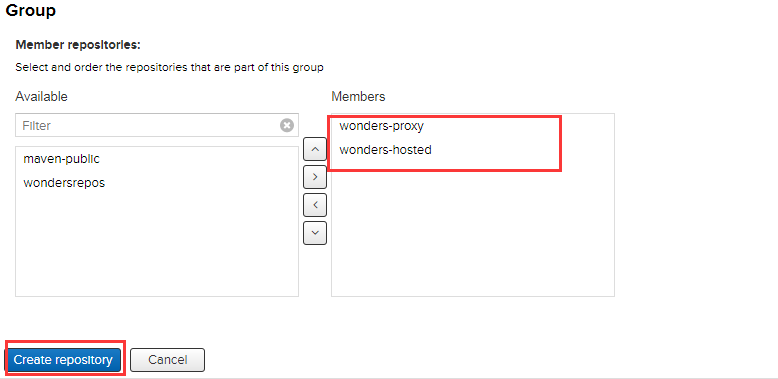 Group
Member repositories:
Select and order the repositories that are part of this group
Available
Members
Filter
maven-public
wondersrepos
wonders-proxy
wonders-hosted
Create repository
Cancel